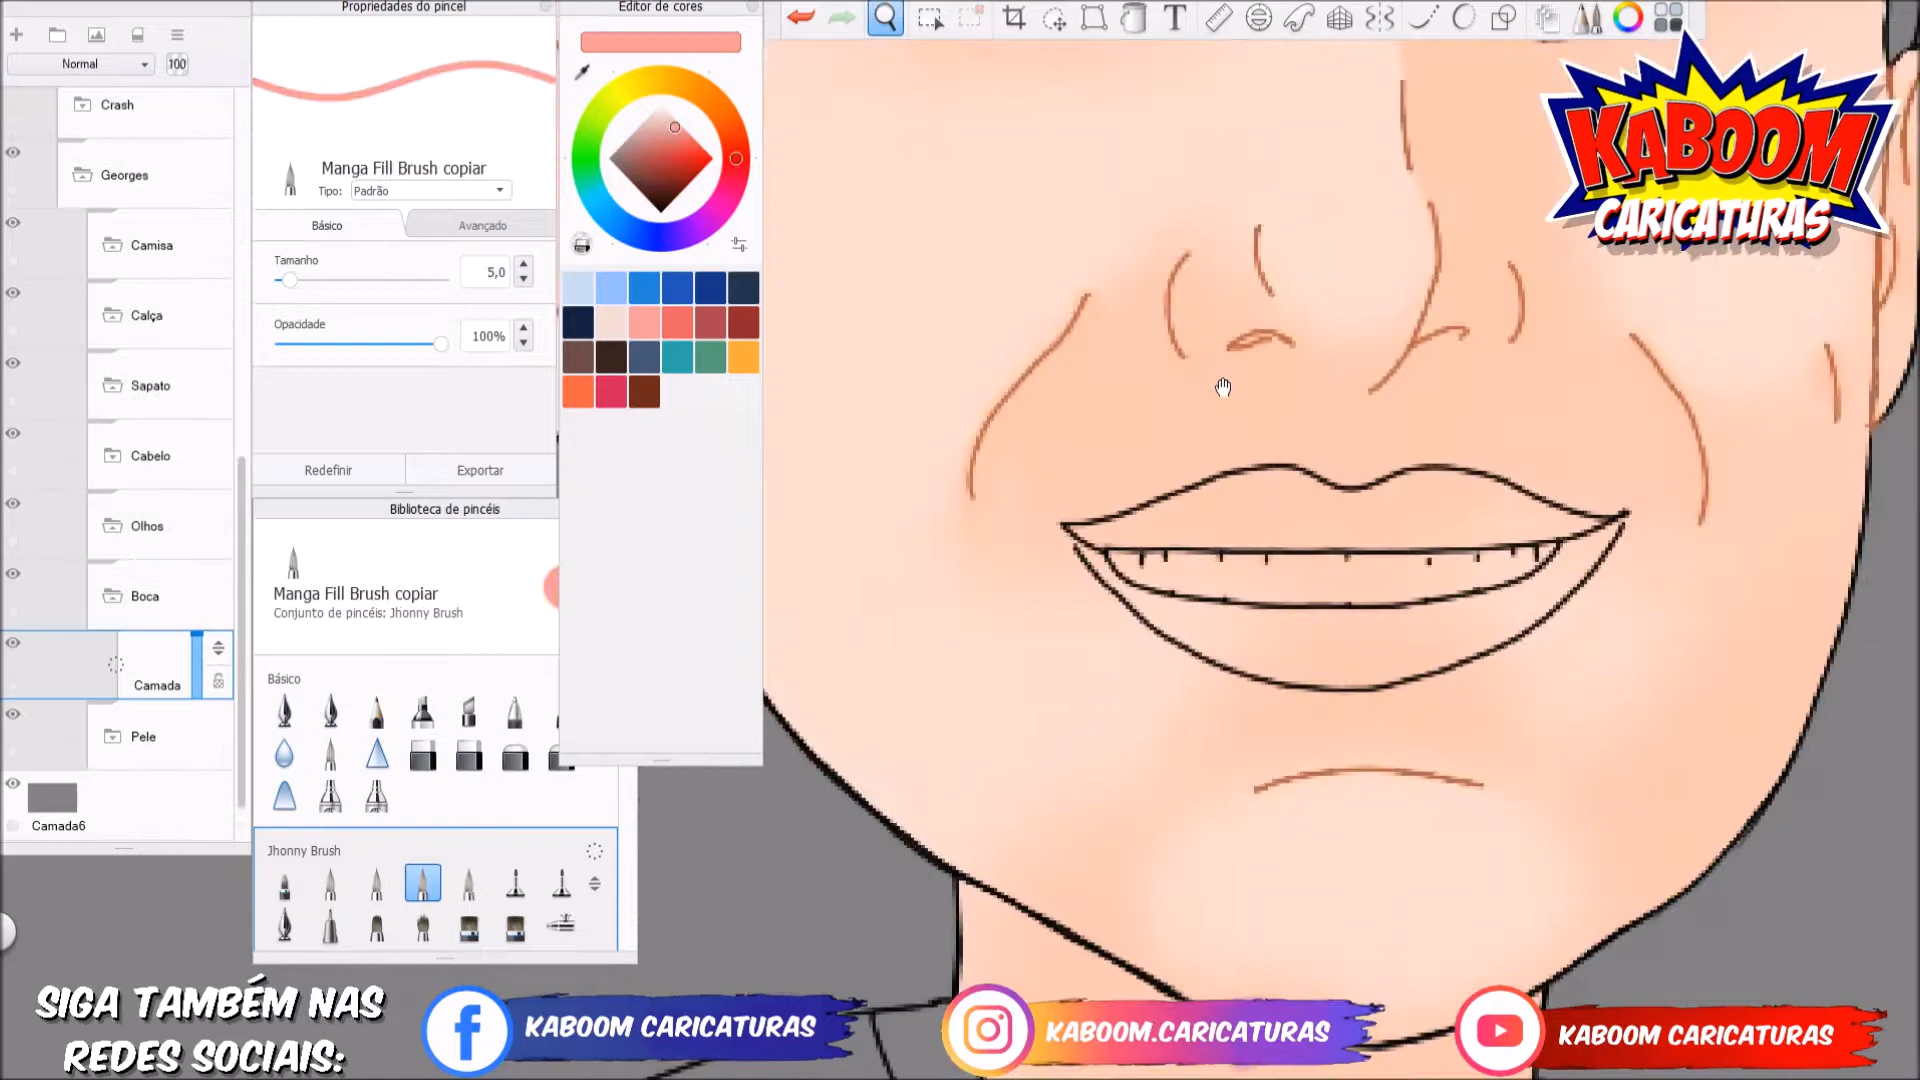 Propriedades do pincel
Editor de cores
Normal
100
Crash
Georges
Camisa
Calça
Sapato
Cabelo
Olhos
Boca
Camada
Pele
Camada6
Manga Fill Brush copiar
Tipo: Padrão
Básico
Avançado
Tamanho
5,0
Opacidade
100%
Redefinir
Exportar
Biblioteca de pincéis
Manga Fill Brush copiar
Conjunto de pincéis: Jhonny Brush
Básico
Jhonny Brush
KABOOM
CARICATURAS
SIGA TAMBÉM NAS
REDES SOCIAIS:
KABOOM CARICATURAS
KABOOM.CARICATURAS
KABOOM CARICATURAS